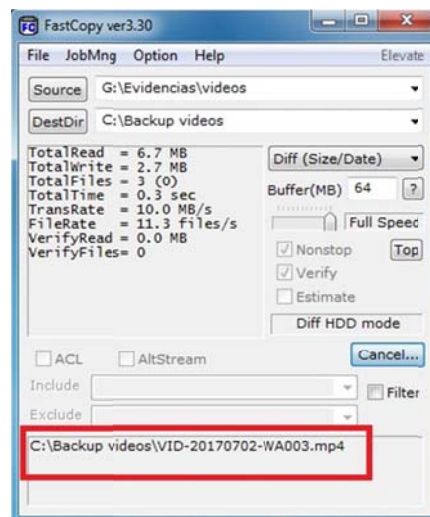 FastCopy ver3.30
File JobMng Option Help Elevate
Source G:\Evidencias\videos
DestDir C:\Backup videos
TotalRead = 6.7 MB
TotalWrite = 2.7 MB
TotalFiles = 3 (0)
TotalTime = 0.3 sec
TransRate = 10.0 MB/s
FileRate = 11.3 files/s
VerifyRead = 0.0 MB
VerifyFiles= 0
Diff (Size/Date)
Buffer(MB) 64 ?
Full Speed
Nonstop Top
Verify
Estimate
Diff HDD mode
ACL AltStream Cancel...
Include Filter
Exclude
C:\Backup videos\VID-20170702-WA003.mp4